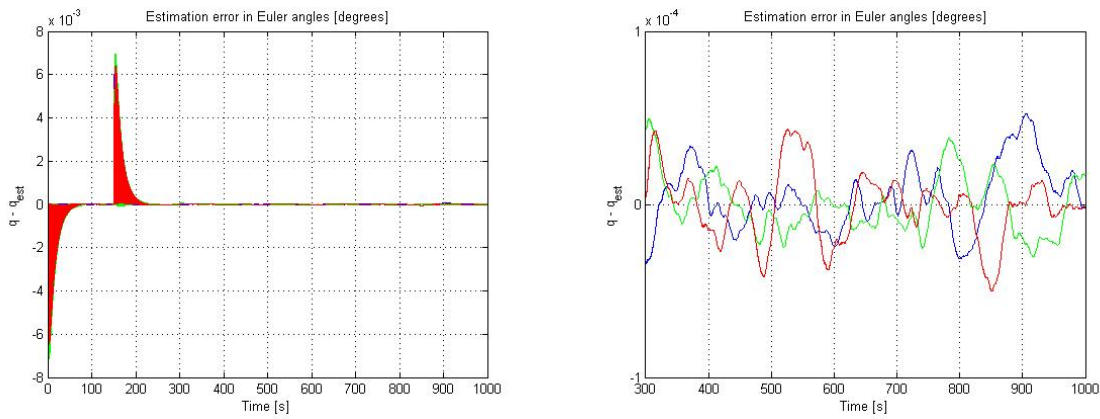 Estimation error in Euler angles [degrees]
x 10-3
8
6
4
2
0
-2
-4
-6
-8
q - qest
0 100 200 300 400 500 600 700 800 900 1000
Time [s]
Estimation error in Euler angles [degrees]
x 10-4
1
0
-1
q - qest
300 400 500 600 700 800 900 1000
Time [s]